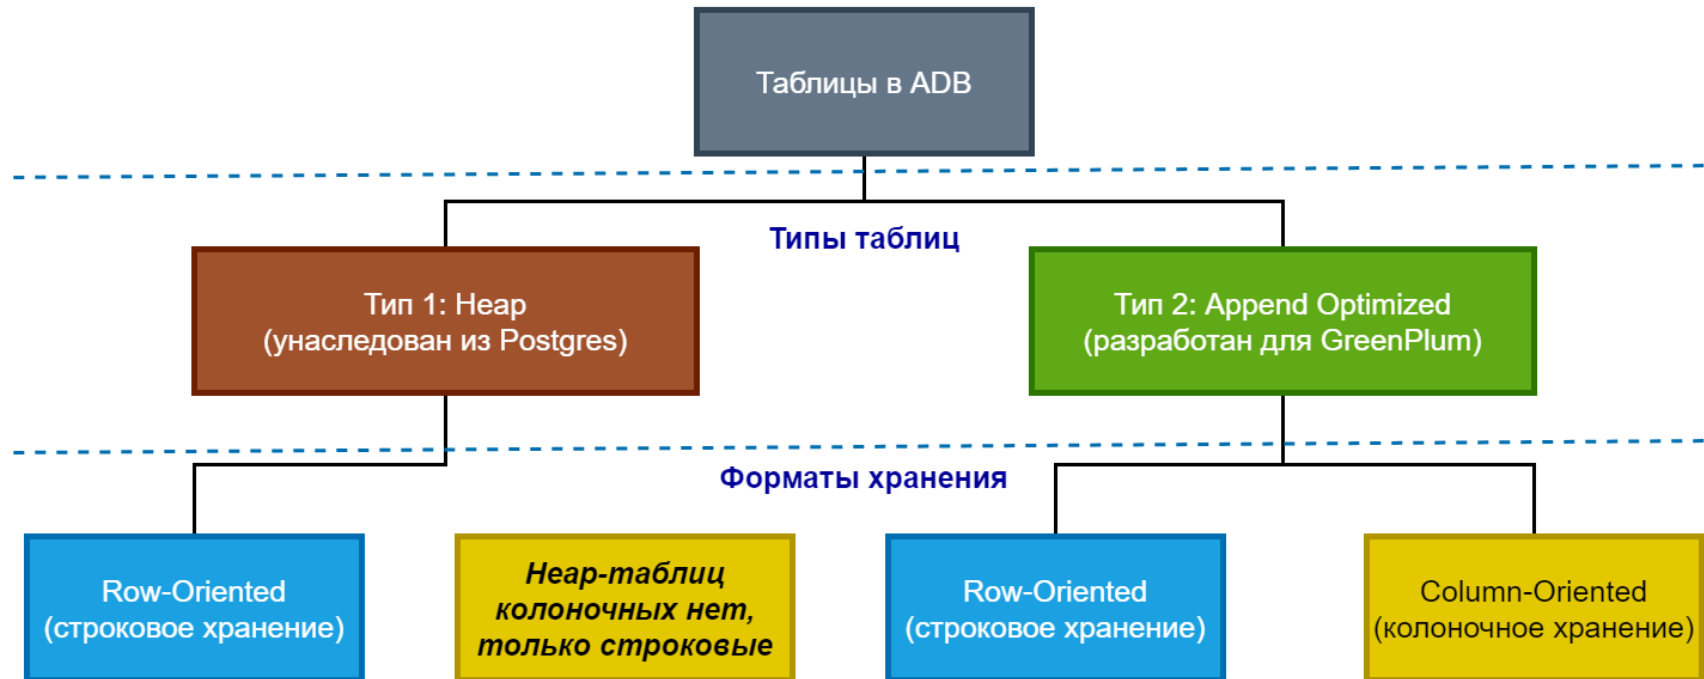 Таблицы в ADB
Типы таблиц
Тип 1: Heap
(унаследован из Postgres)
Тип 2: Append Optimized
(разработан для GreenPlum)
Форматы хранения
Row-Oriented
(строковое хранение)
Heap-таблиц
колоночных нет,
только строковые
Row-Oriented
(строковое хранение)
Column-Oriented
(колоночное хранение)